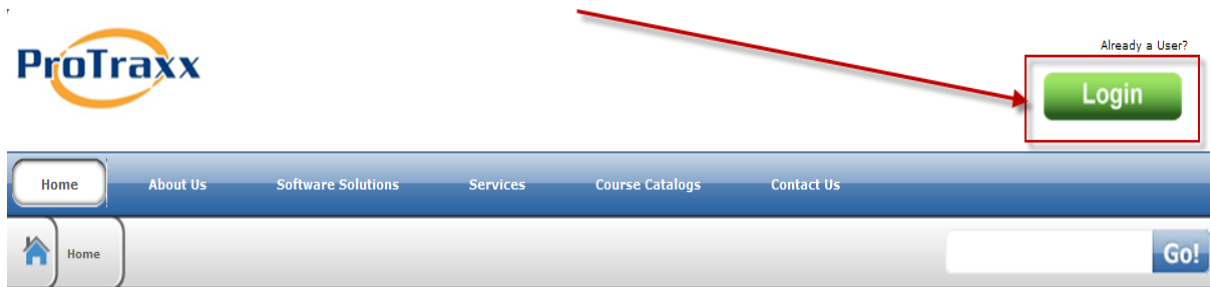 ProTraxx
Already a User?
Login
Home About Us Software Solutions Services Course Catalogs Contact Us
Home
Go!